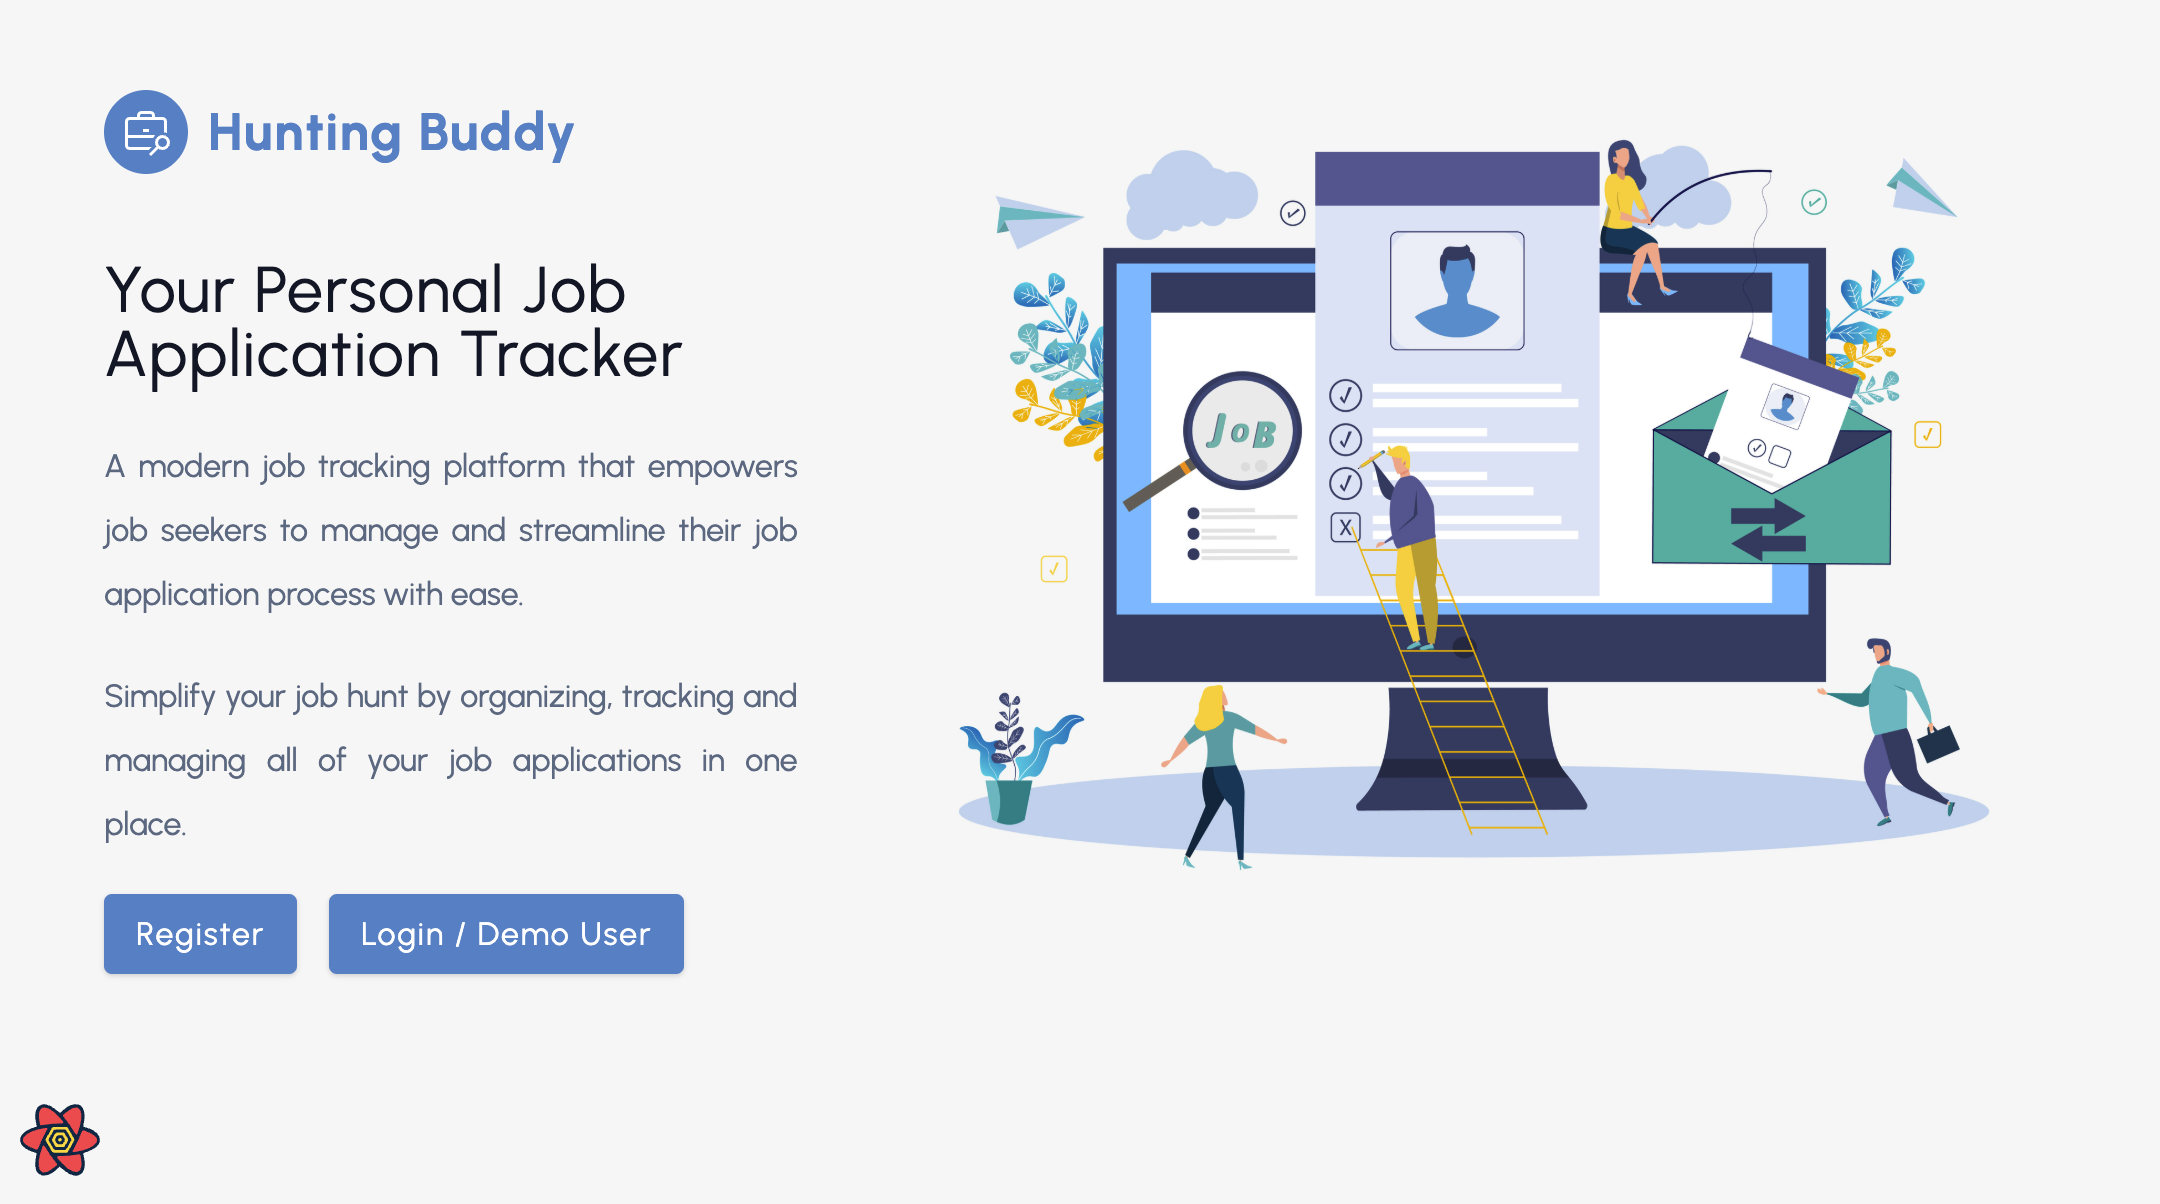 Hunting Buddy
Your Personal Job
Application Tracker
A modern job tracking platform that empowers
job seekers to manage and streamline their job
application process with ease.
Simplify your job hunt by organizing, tracking and
managing all of your job applications in one
place.
Register
Login / Demo User
JoB
X